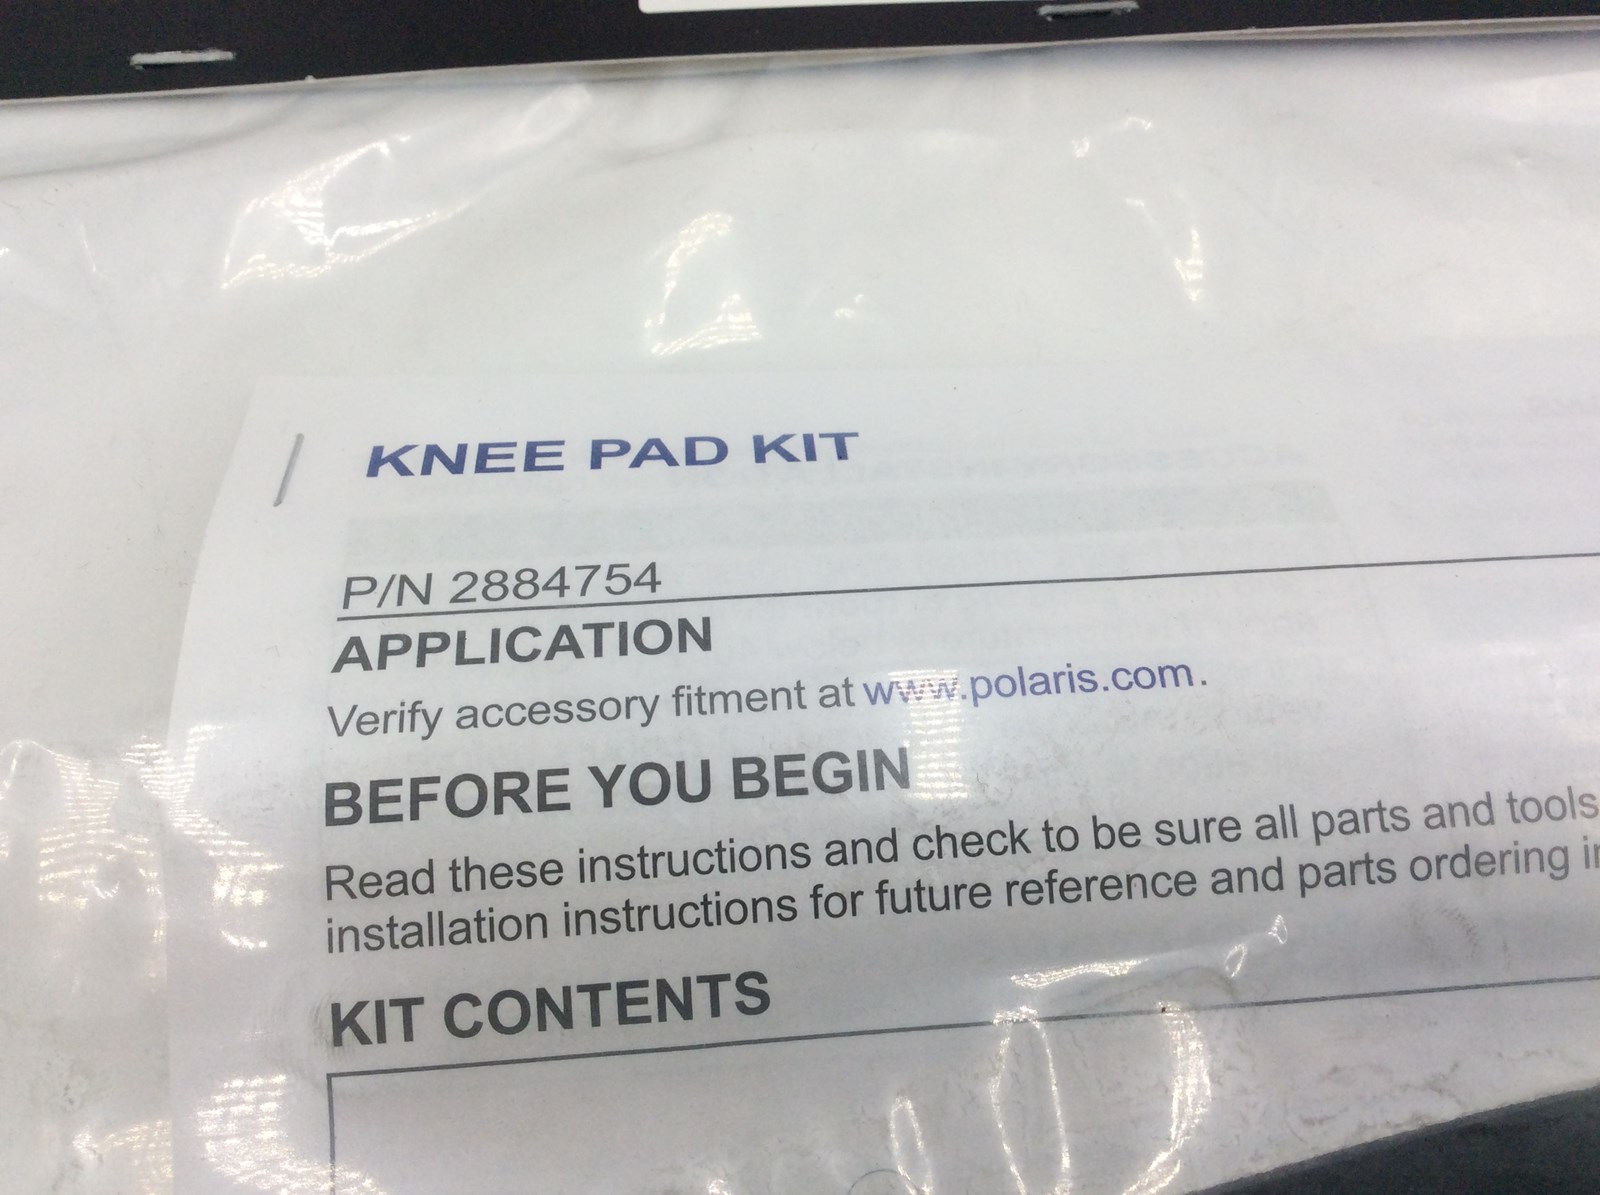 KNEE PAD KIT
P/N 2884754
APPLICATION
Verify accessory fitment at www.polaris.com.
BEFORE YOU BEGIN
Read these instructions and check to be sure all parts and tools
installation instructions for future reference and parts ordering
KIT CONTENTS